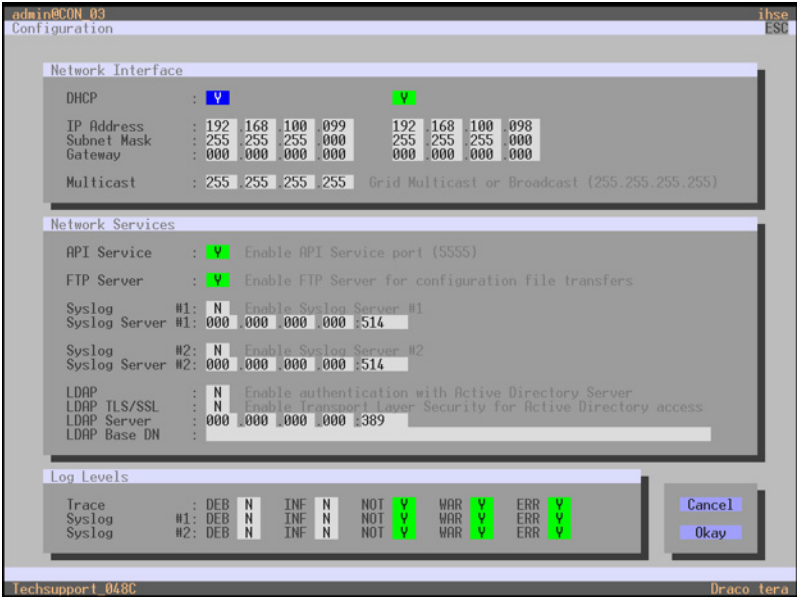 admin@CON_03 ihse
Configuration ESC
Network Interface
DHCP : Y Y
IP Address : 192 .168 .100 .099 192 .168 .100 .098
Subnet Mask : 255 .255 .255 .000 255 .255 .255 .000
Gateway : 000 .000 .000 .000 000 .000 .000 .000
Multicast : 255 .255 .255 .255 Grid Multicast or Broadcast (255.255.255.255)
Network Services
API Service : Y Enable API Service port (5555)
FTP Server : Y Enable FTP Server for configuration file transfers
Syslog #1: N Enable Syslog Server #1
Syslog Server #1: 000 .000 .000 .000 :514
Syslog #2: N Enable Syslog Server #2
Syslog Server #2: 000 .000 .000 .000 :514
LDAP : N Enable authentication with Active Directory Server
LDAP TLS/SSL : N Enable Transport Layer Security for Active Directory access
LDAP Server : 000 .000 .000 .000 :389
LDAP Base DN :
Log Levels
Trace : DEB N INF N NOT Y WAR Y ERR Y
Syslog #1: DEB N INF N NOT Y WAR Y ERR Y
Syslog #2: DEB N INF N NOT Y WAR Y ERR Y
Cancel
Okay
Techsupport_048C Draco tera